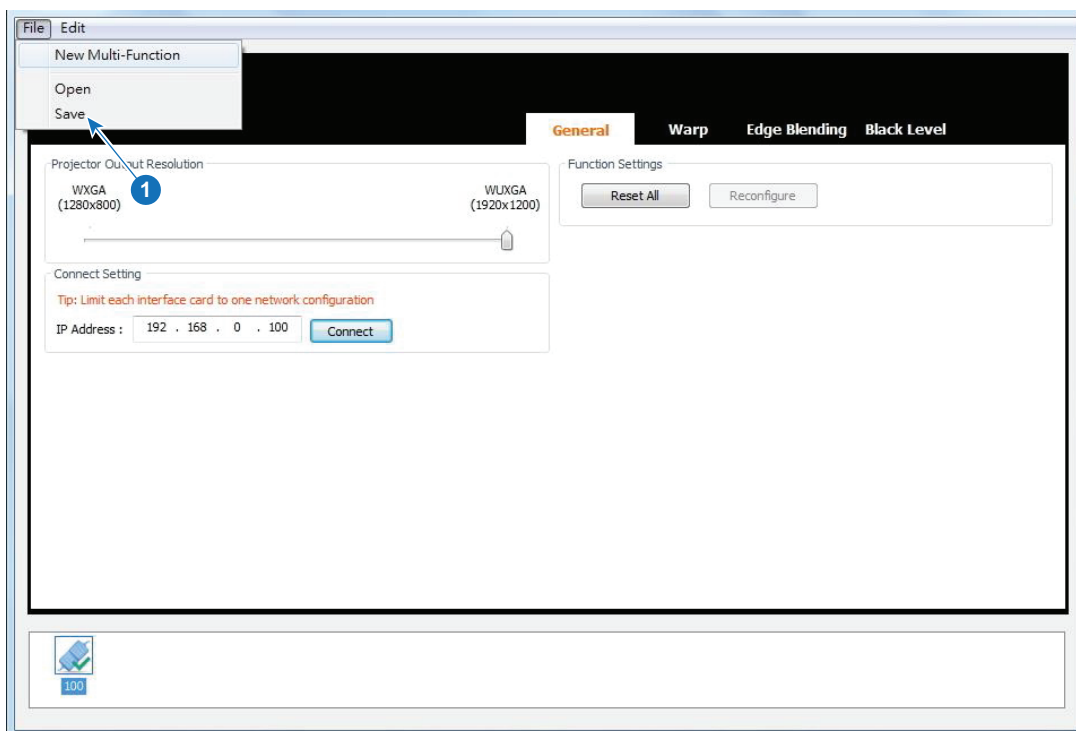 File Edit
New Multi-Function
Open
Save
1
General Warp Edge Blending Black Level
Projector Output Resolution
WXGA
(1280x800)
WUXGA
(1920x1200)
Function Settings
Reset All Reconfigure
Connect Setting
Tip: Limit each interface card to one network configuration
IP Address : 192 . 168 . 0 . 100 Connect
100